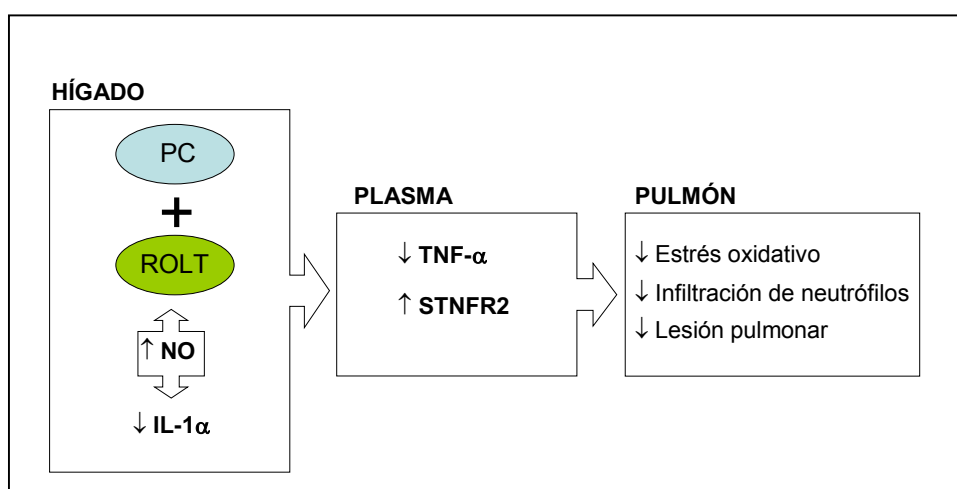 HÍGADO
PC
+
ROLT
↑ NO
↓ IL-1α
PLASMA
↓ TNF-α
↑ STNFR2
PULMÓN
↓ Estrés oxidativo
↓ Infiltración de neutrófilos
↓ Lesión pulmonar